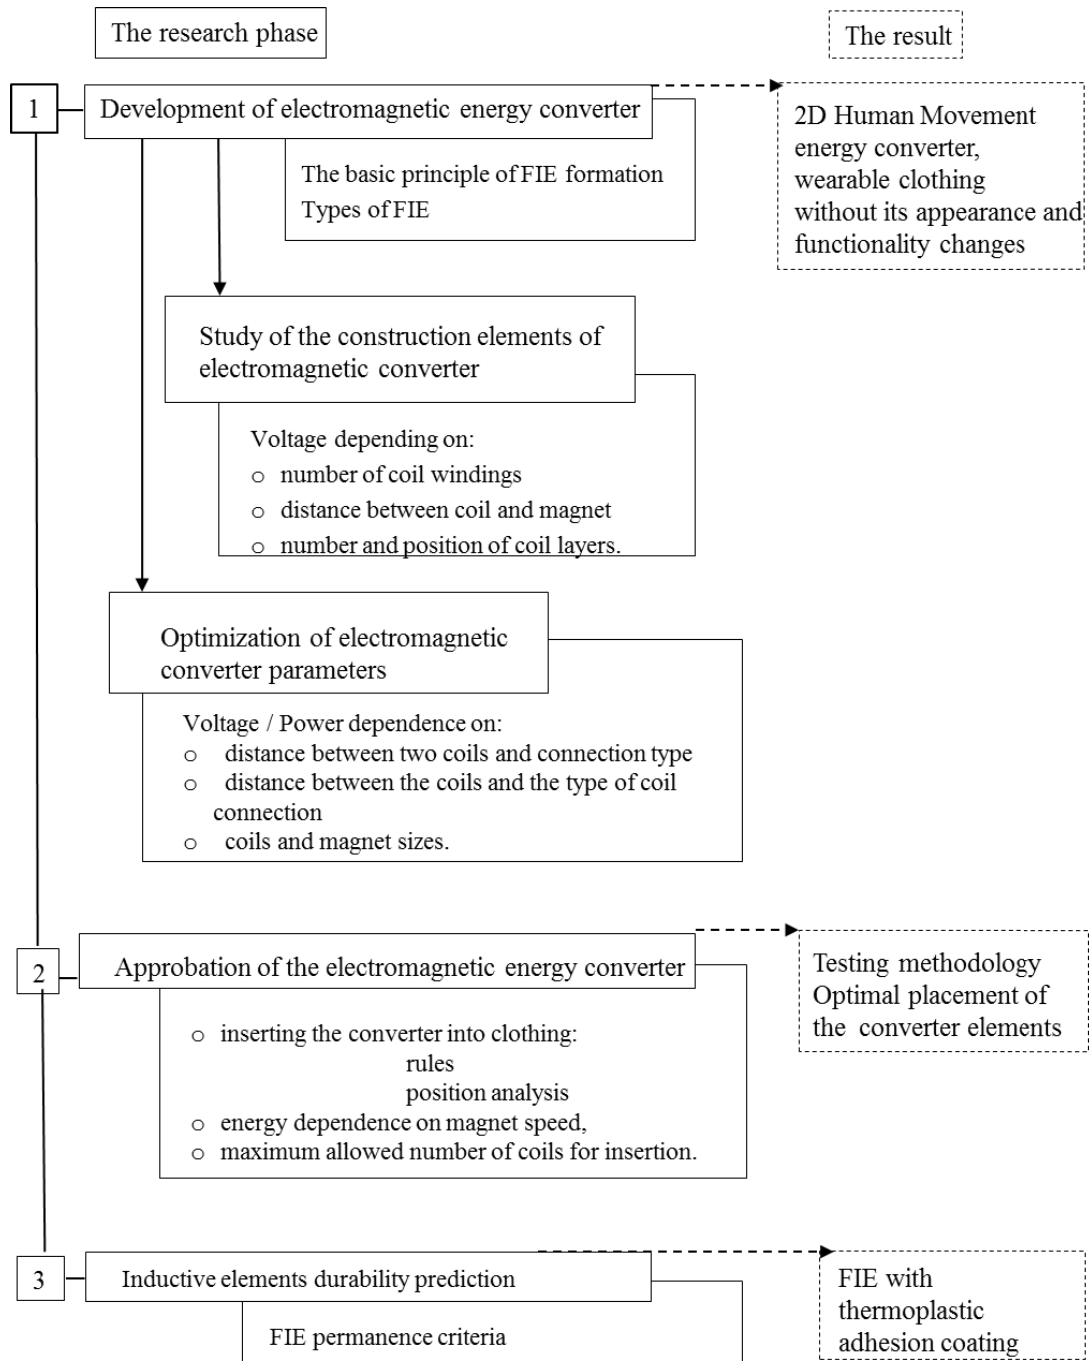 The research phase
The result
1
Development of electromagnetic energy converter
2D Human Movement
energy converter,
wearable clothing
without its appearance and
functionality changes
The basic principle of FIE formation
Types of FIE
Study of the construction elements of
electromagnetic converter
Voltage depending on:
o number of coil windings
o distance between coil and magnet
o number and position of coil layers.
Optimization of electromagnetic
converter parameters
Voltage / Power dependence on:
o distance between two coils and connection type
o distance between the coils and the type of coil
connection
o coils and magnet sizes.
2
Approbation of the electromagnetic energy converter
Testing methodology
Optimal placement of
the converter elements
o inserting the converter into clothing:
rules
position analysis
o energy dependence on magnet speed,
o maximum allowed number of coils for insertion.
3
Inductive elements durability prediction
FIE with
thermoplastic
adhesion coating
FIE permanence criteria